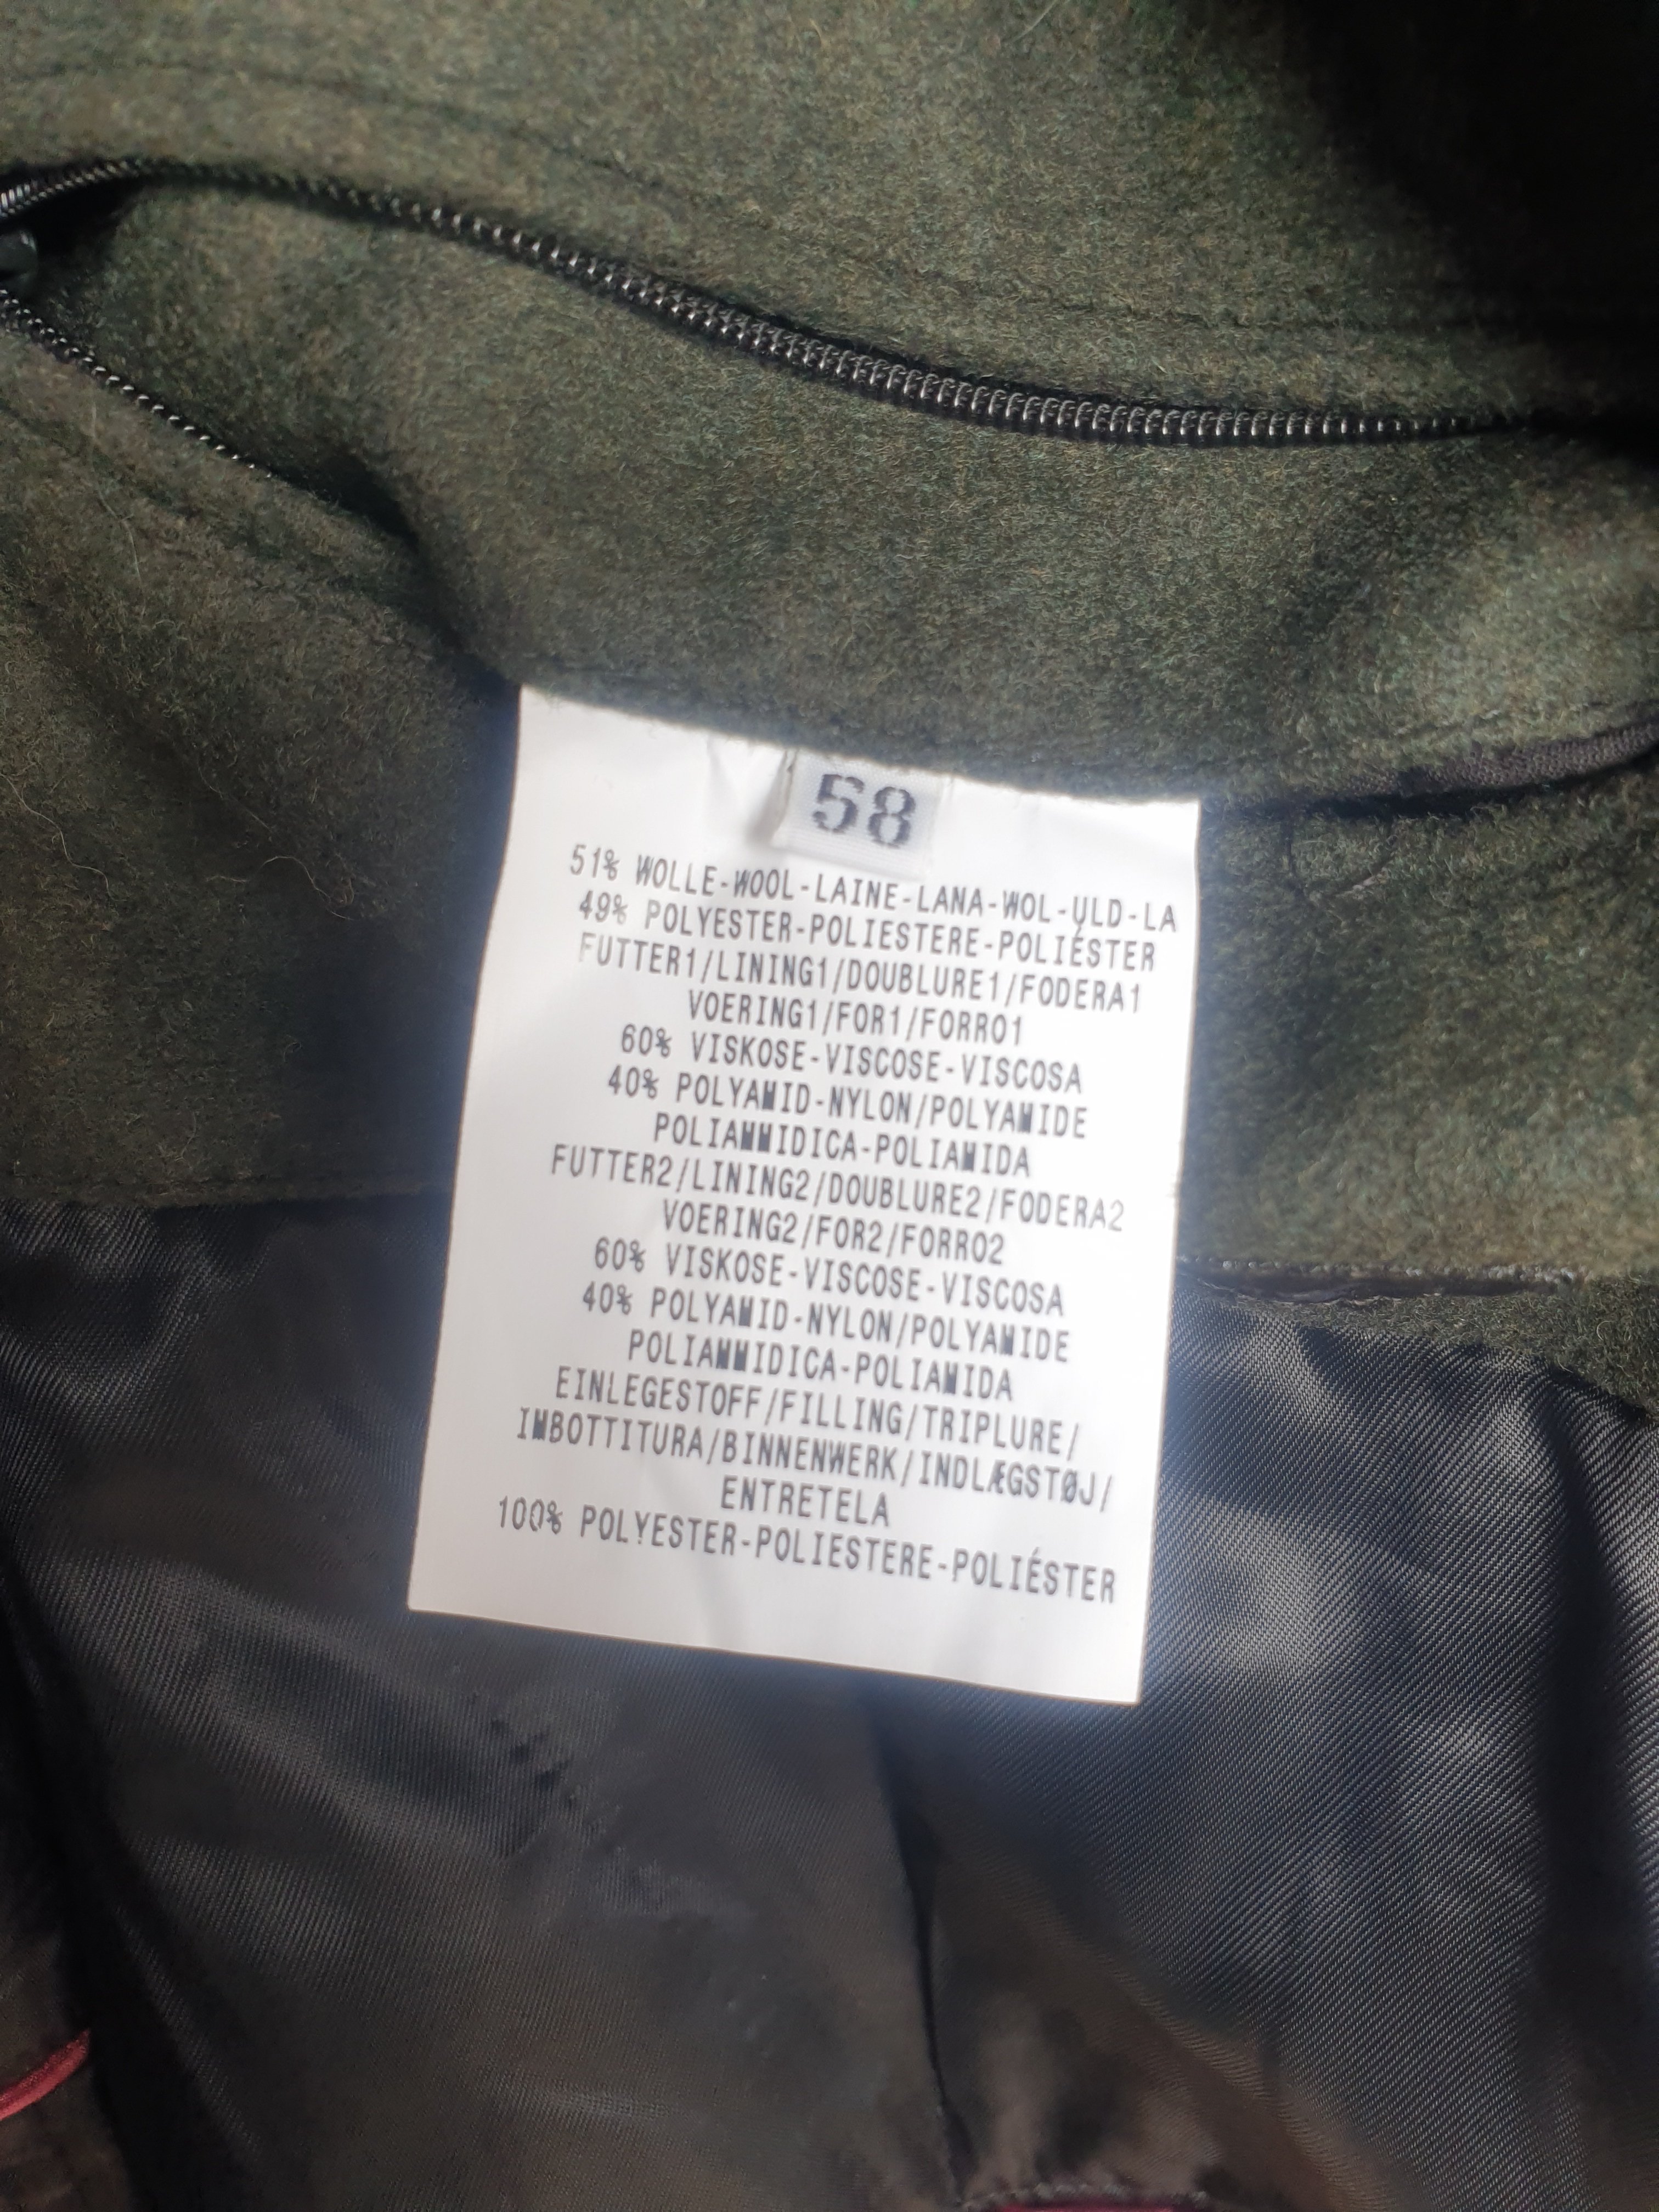 58
51% WOLLE-WOOL-LAINE-LANA-WOL-ULD-LA
49% POLYESTER-POLIESTERE-POLIÉSTER
FUTTER1/LINING1/DOUBLURE1/FODERA1
VOERING1/FOR1/FORRO1
60% VISKOSE-VISCOSE-VISCOSA
40% POLYAMID-NYLON/POLYAMIDE
POLIAMMIDICA-POLIAMIDA
FUTTER2/LINING2/DOUBLURE2/FODERA2
VOERING2/FOR2/FORRO2
60% VISKOSE-VISCOSE-VISCOSA
40% POLYAMID-NYLON/POLYAMIDE
POLIAMMIDICA-POLIAMIDA
EINLEGESTOFF/FILLING/TRIPLURE/
IMBOTTITURA/BINNENWERK/INDLÆGSTØJ/
ENTRETELA
100% POLYESTER-POLIESTERE-POLIÉSTER